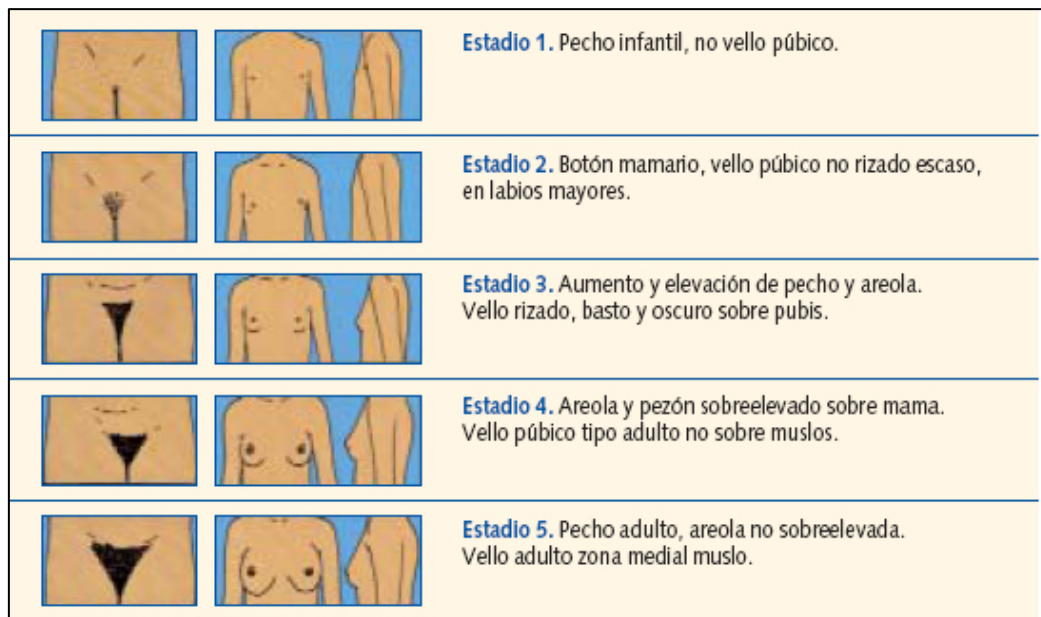 Estadio 1. Pecho infantil, no vello púbico.
Estadio 2. Botón mamario, vello púbico no rizado escaso,
en labios mayores.
Estadio 3. Aumento y elevación de pecho y areola.
Vello rizado, basto y oscuro sobre pubis.
Estadio 4. Areola y pezón sobreelevado sobre mama.
Vello púbico tipo adulto no sobre muslos.
Estadio 5. Pecho adulto, areola no sobreelevada.
Vello adulto zona medial muslo.